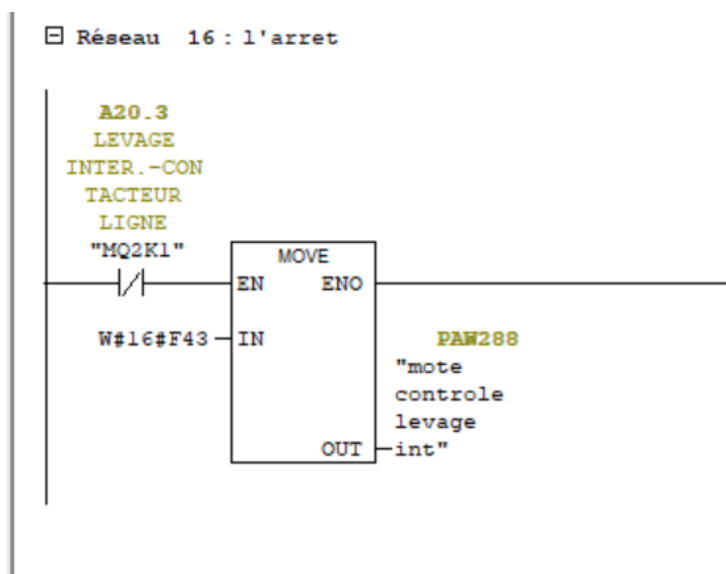 Réseau 16 : l'arret
A20.3
LEVAGE
INTER.-CON
TACTEUR
LIGNE
"MQ2K1"
MOVE
EN ENO
W#16#F43 IN
PAW288
"mote
controle
levage
OUT int"